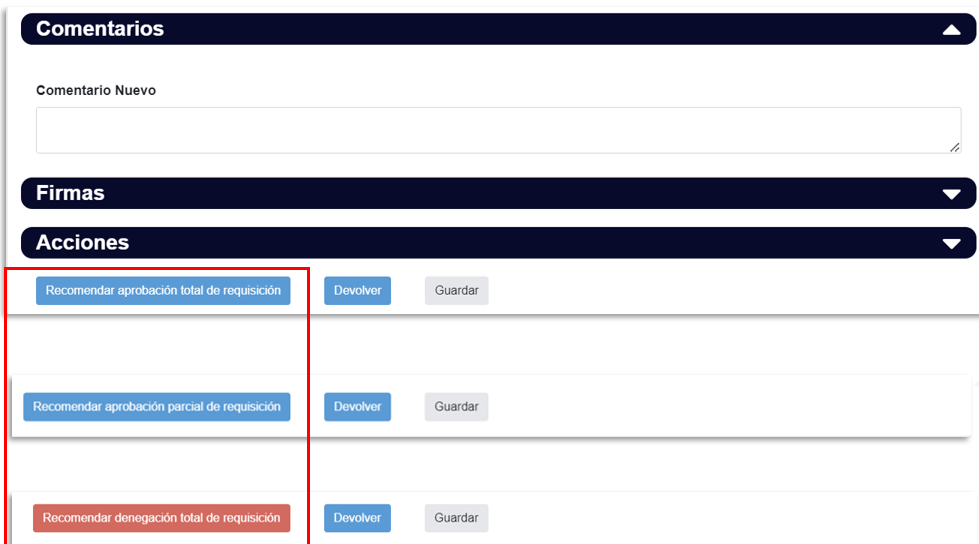 Comentarios
Comentario Nuevo
Firmas
Acciones
Recomendar aprobación total de requisición Devolver Guardar
Recomendar aprobación parcial de requisición Devolver Guardar
Recomendar denegación total de requisición Devolver Guardar